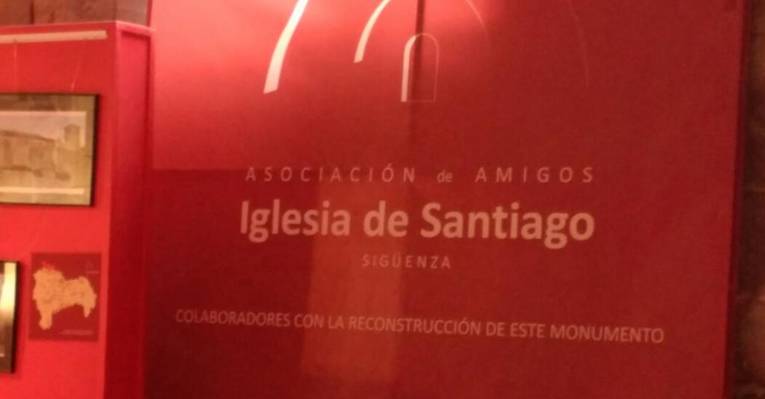 ASOCIACIÓN de AMIGOS
Iglesia de Santiago
SIGÜENZA
COLABORADORES CON LA RECONSTRUCCIÓN DE ESTE MONUMENTO